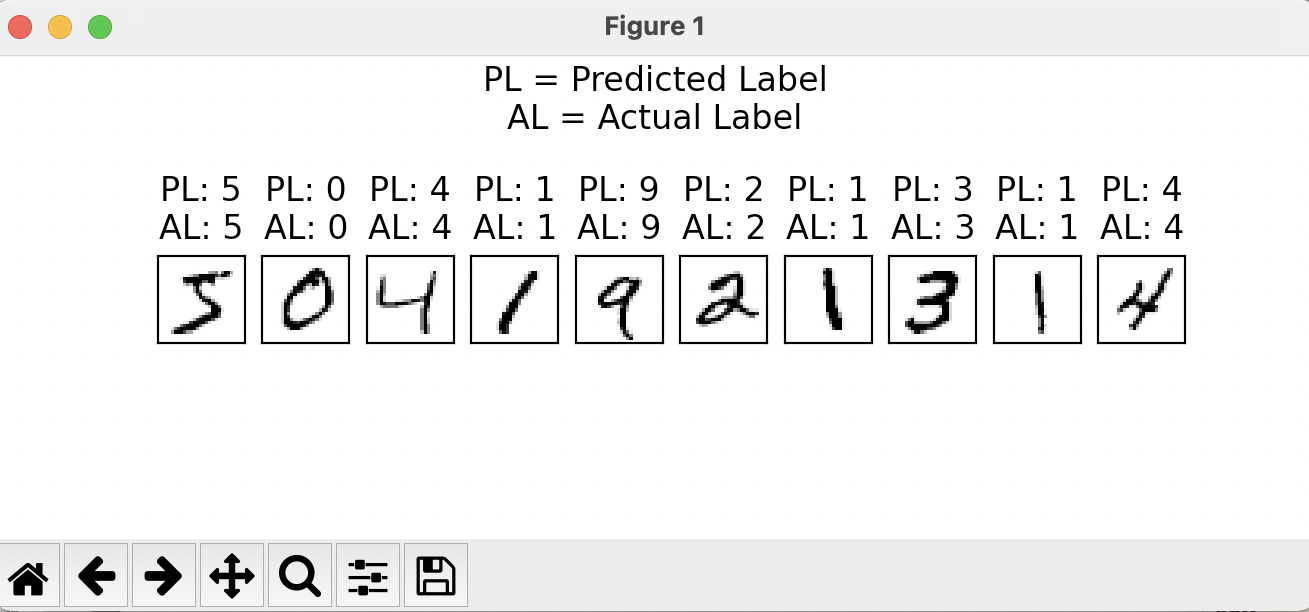 Figure 1
PL = Predicted Label
AL = Actual Label
PL: 5 PL: 0 PL: 4 PL: 1 PL: 9 PL: 2 PL: 1 PL: 3 PL: 1 PL: 4
AL: 5 AL: 0 AL: 4 AL: 1 AL: 9 AL: 2 AL: 1 AL: 3 AL: 1 AL: 4
5 0 4 1 9 2 1 3 1 4